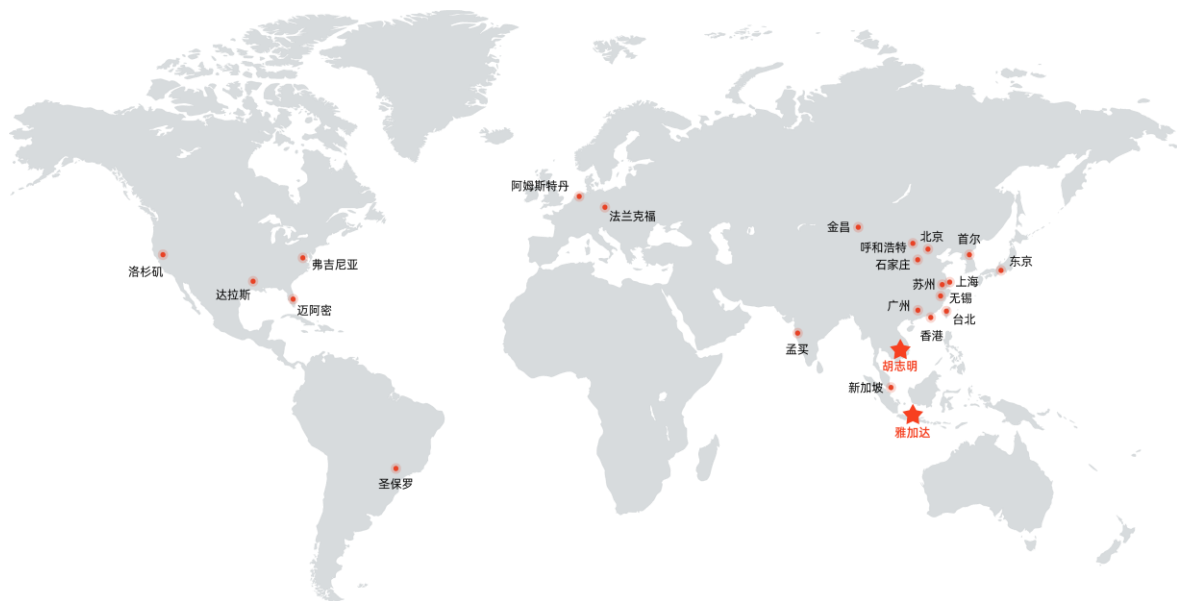 阿姆斯特丹
法兰克福
金昌
呼和浩特
北京
首尔
石家庄
东京
洛杉矶
弗吉尼亚
达拉斯
迈阿密
苏州
上海
无锡
广州
台北
香港
孟买
胡志明
新加坡
雅加达
圣保罗